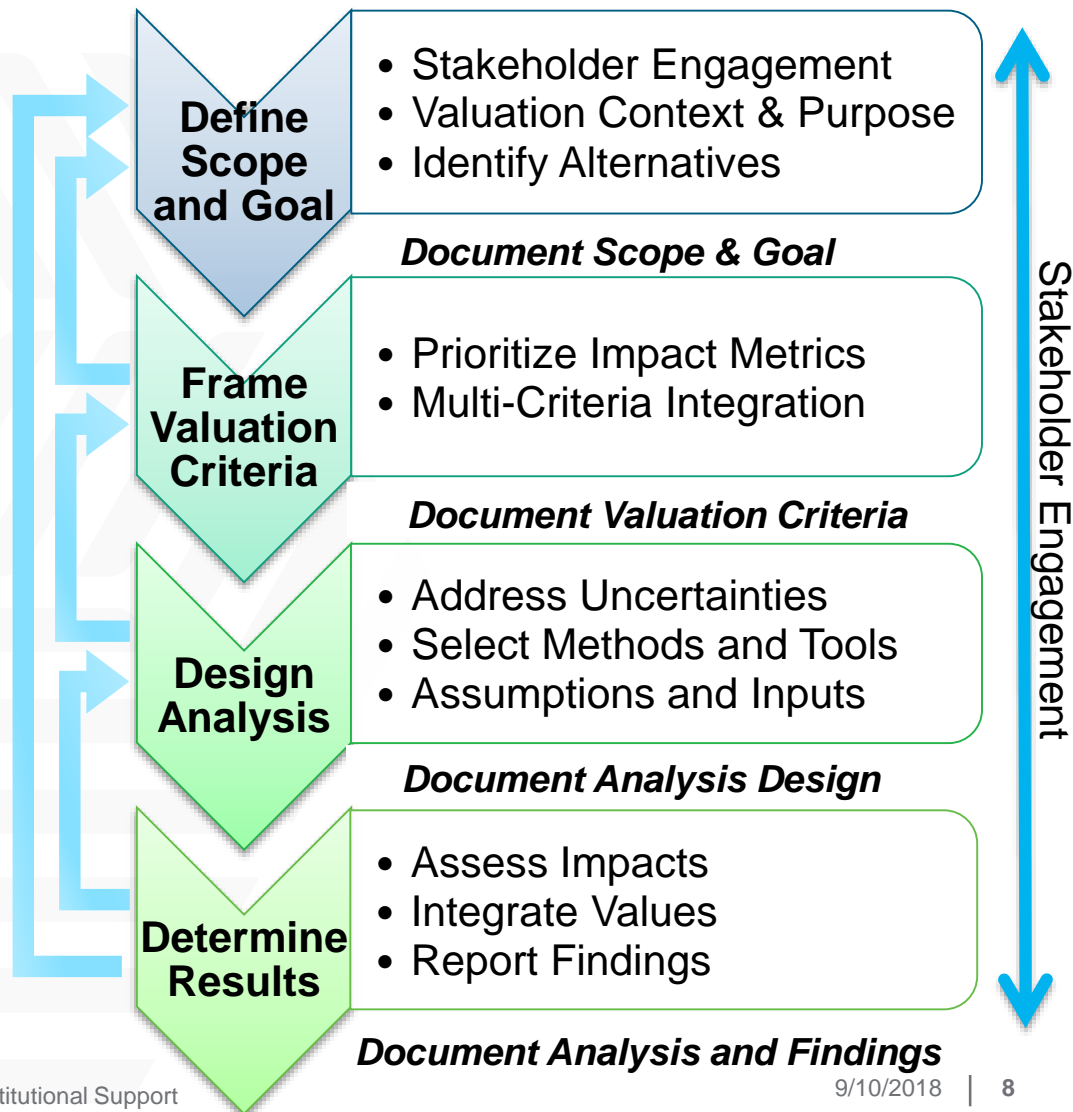 Define
Scope
and Goal
• Stakeholder Engagement
• Valuation Context & Purpose
• Identify Alternatives
Document Scope & Goal
Frame
Valuation
Criteria
• Prioritize Impact Metrics
• Multi-Criteria Integration
Document Valuation Criteria
Design
Analysis
• Address Uncertainties
• Select Methods and Tools
• Assumptions and Inputs
Document Analysis Design
Determine
Results
• Assess Impacts
• Integrate Values
• Report Findings
Document Analysis and Findings
Stakeholder Engagement
titutional Support
9/10/2018 | 8